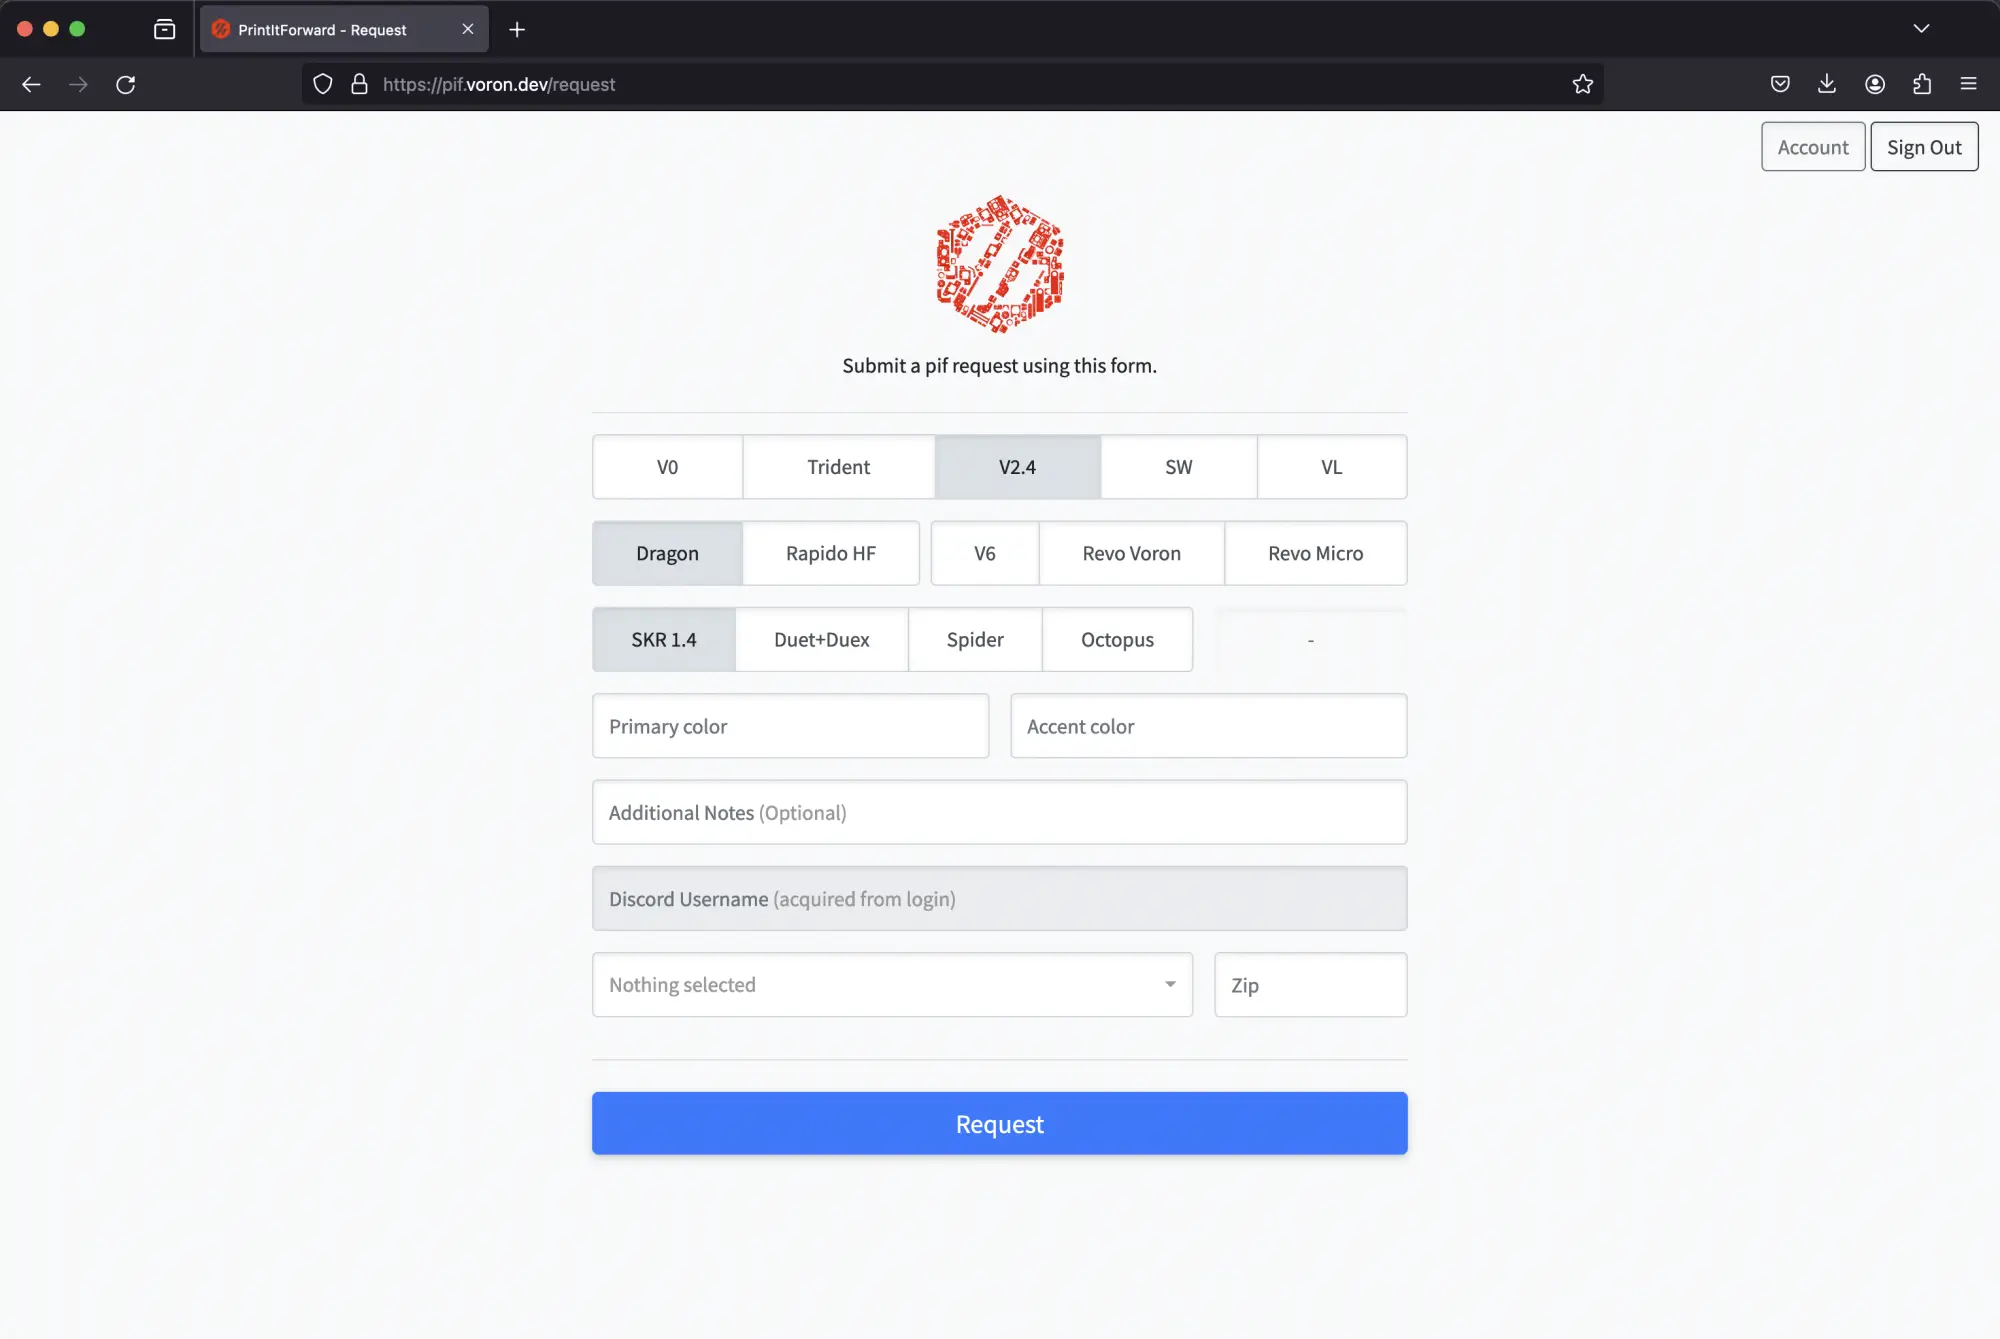 PrintItForward - Request
https://pif.voron.dev/request
Account Sign Out
Submit a pif request using this form.
V0 Trident V2.4 SW VL
Dragon Rapido HF V6 Revo Voron Revo Micro
SKR 1.4 Duet+Duex Spider Octopus -
Primary color Accent color
Additional Notes (Optional)
Discord Username (acquired from login)
Nothing selected Zip
Request